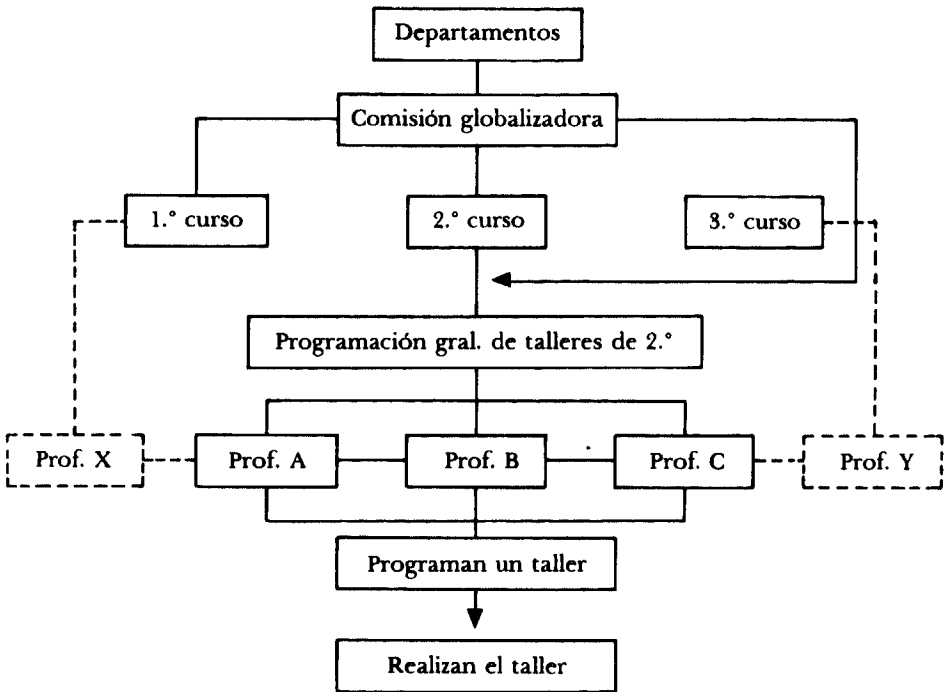 Departamentos
Comisión globalizadora
1.° curso
2.° curso
3.° curso
Programación gral. de talleres de 2.°
Prof. X
Prof. A
Prof. B
Prof. C
Prof. Y
Programan un taller
Realizan el taller